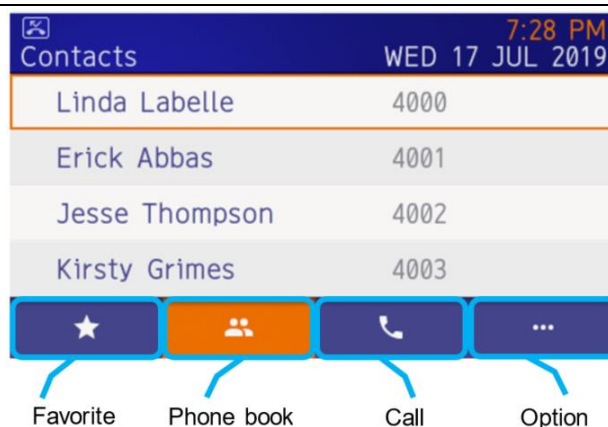 7:28 PM
Contacts WED 17 JUL 2019
Linda Labelle 4000
Erick Abbas 4001
Jesse Thompson 4002
Kirsty Grimes 4003
Favorite Phone book Call Option